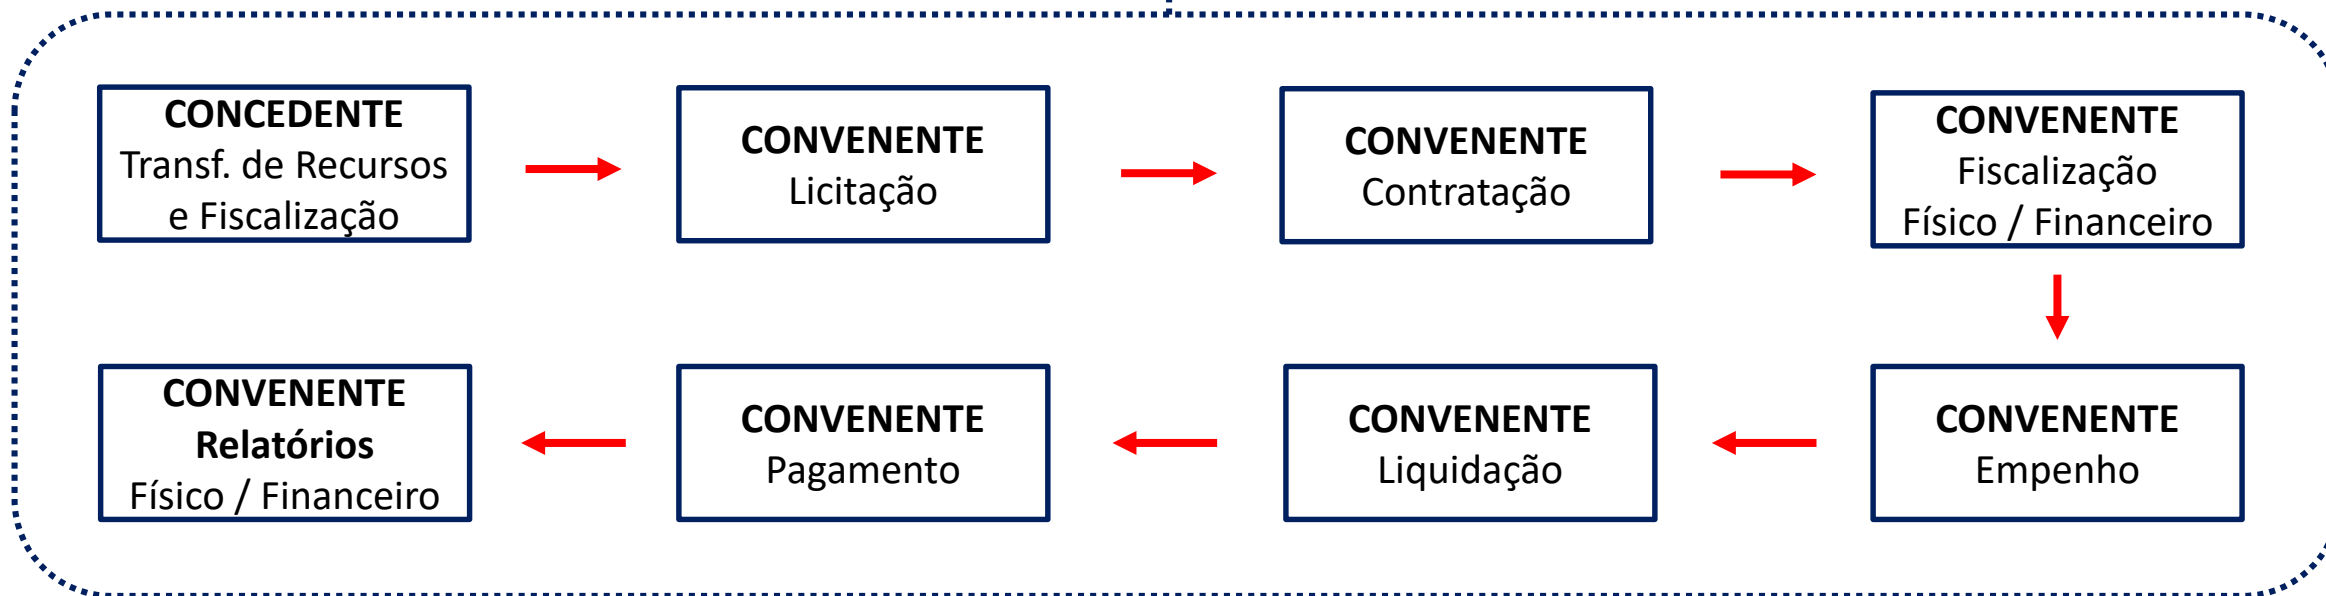 CONCEDENTE
Transf. de Recursos
e Fiscalização
CONVENENTE
Licitação
CONVENENTE
Contratação
CONVENENTE
Fiscalização
Físico / Financeiro
CONVENENTE
Empenho
CONVENENTE
Liquidação
CONVENENTE
Pagamento
CONVENENTE
Relatórios
Físico / Financeiro